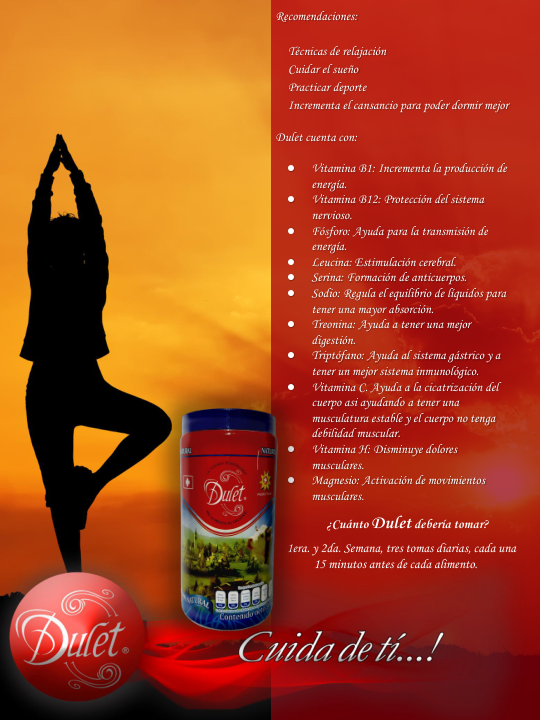 Recomendaciones:
Técnicas de relajación
Cuidar el sueño
Practicar deporte
Incrementa el cansancio para poder dormir mejor
Dulet cuenta con:
● Vitamina B1: Incrementa la producción de
energía.
● Vitamina B12: Protección del sistema
nervioso.
● Fósforo: Ayuda para la transmisión de
energía.
● Leucina: Estimulación cerebral.
● Serina: Formación de anticuerpos.
● Sodio: Regula el equilibrio de líquidos para
tener una mayor absorción.
● Treonina: Ayuda a tener una mejor
digestión.
● Triptófano: Ayuda al sistema gástrico y a
tener un mejor sistema inmunológico.
● Vitamina C. Ayuda a la cicatrización del
cuerpo asi ayudando a tener una
musculatura estable y el cuerpo no tenga
debilidad muscular.
● Vitamina H: Disminuye dolores
musculares.
● Magnesio: Activación de movimientos
musculares.
¿Cuánto Dulet debería tomar?
1era. y 2da. Semana, tres tomas diarias, cada una
15 minutos antes de cada alimento.
Dulet®
Contenido
Dulet®
Cuida de tí...!